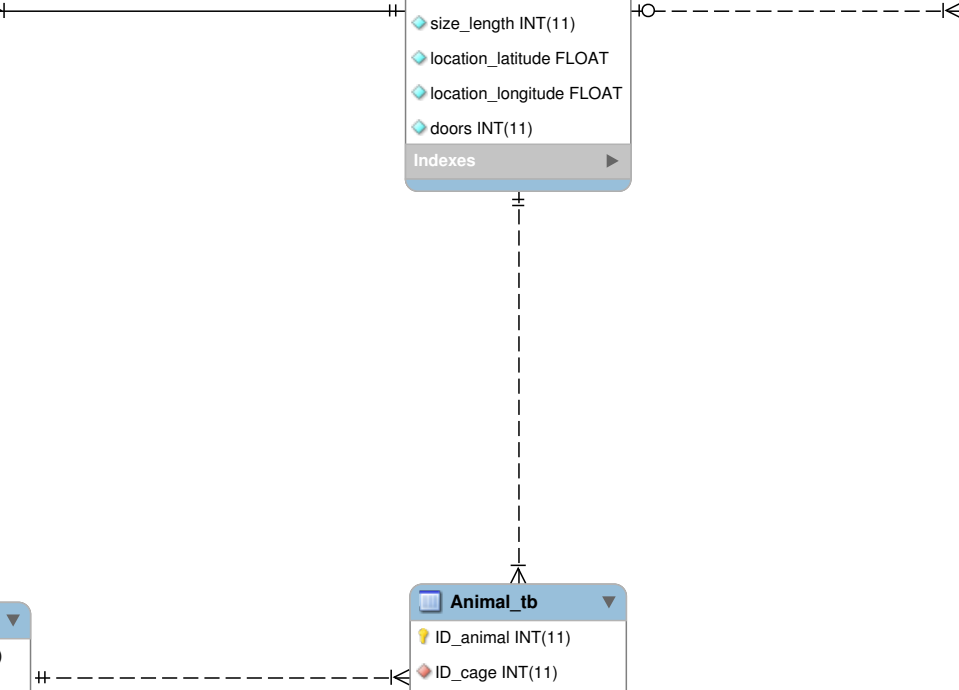 size_length INT(11)
location_latitude FLOAT
location_longitude FLOAT
doors INT(11)
Indexes
Animal_tb
ID_animal INT(11)
)
ID_cage INT(11)